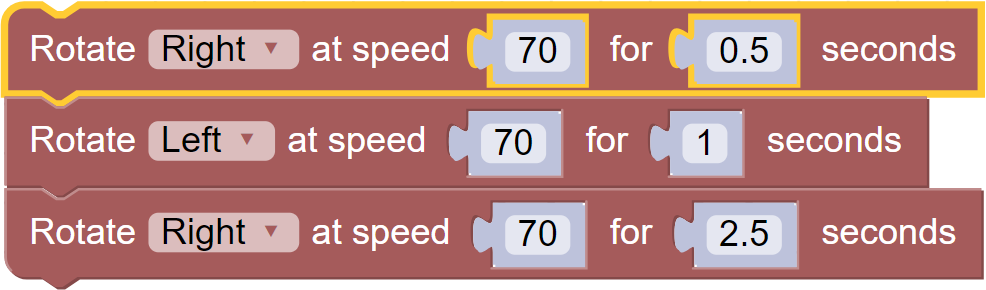 Rotate Right at speed 70 for 0.5 seconds
Rotate Left at speed 70 for 1 seconds
Rotate Right at speed 70 for 2.5 seconds